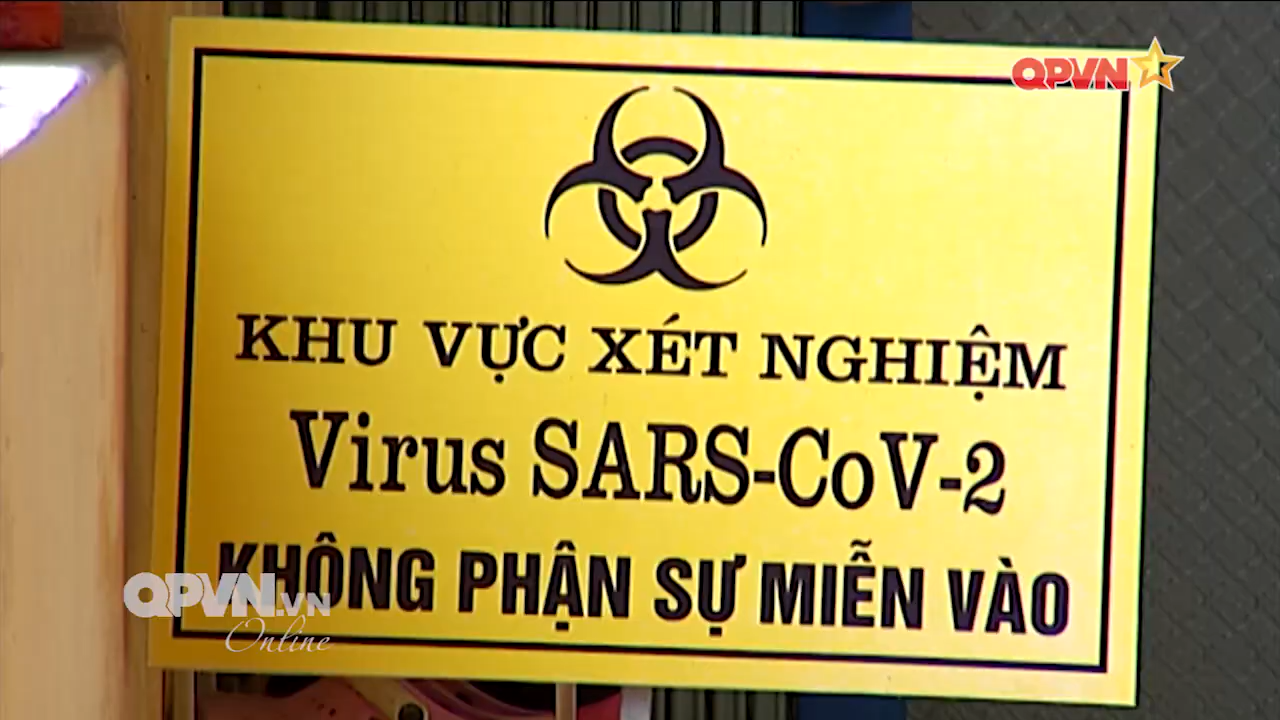 QPVN
KHU VỰC XÉT NGHIỆM
Virus SARS-CoV-2
KHÔNG PHẬN SỰ MIỄN VÀO
QPVN.VN
Online